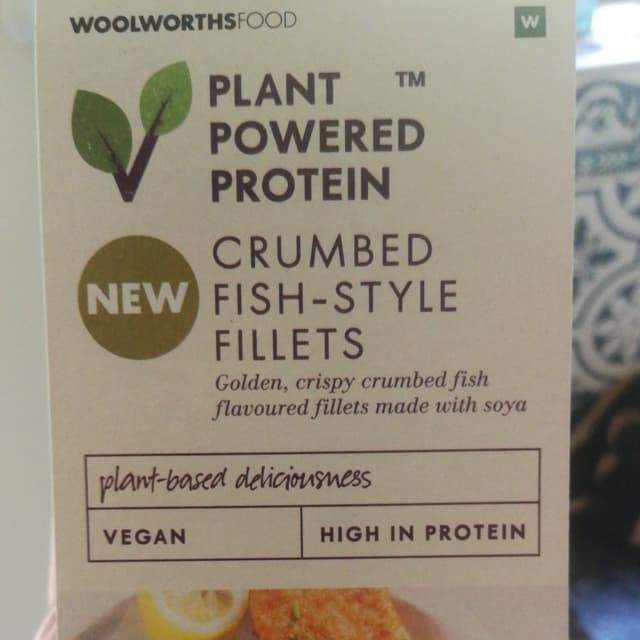 WOOLWORTHSFOOD
W
PLANT ™
POWERED
PROTEIN
NEW
CRUMBED
FISH-STYLE
FILLETS
Golden, crispy crumbed fish
flavoured fillets made with soya
plant-based deliciousness
VEGAN
HIGH IN PROTEIN